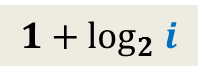 1 + log₂ i